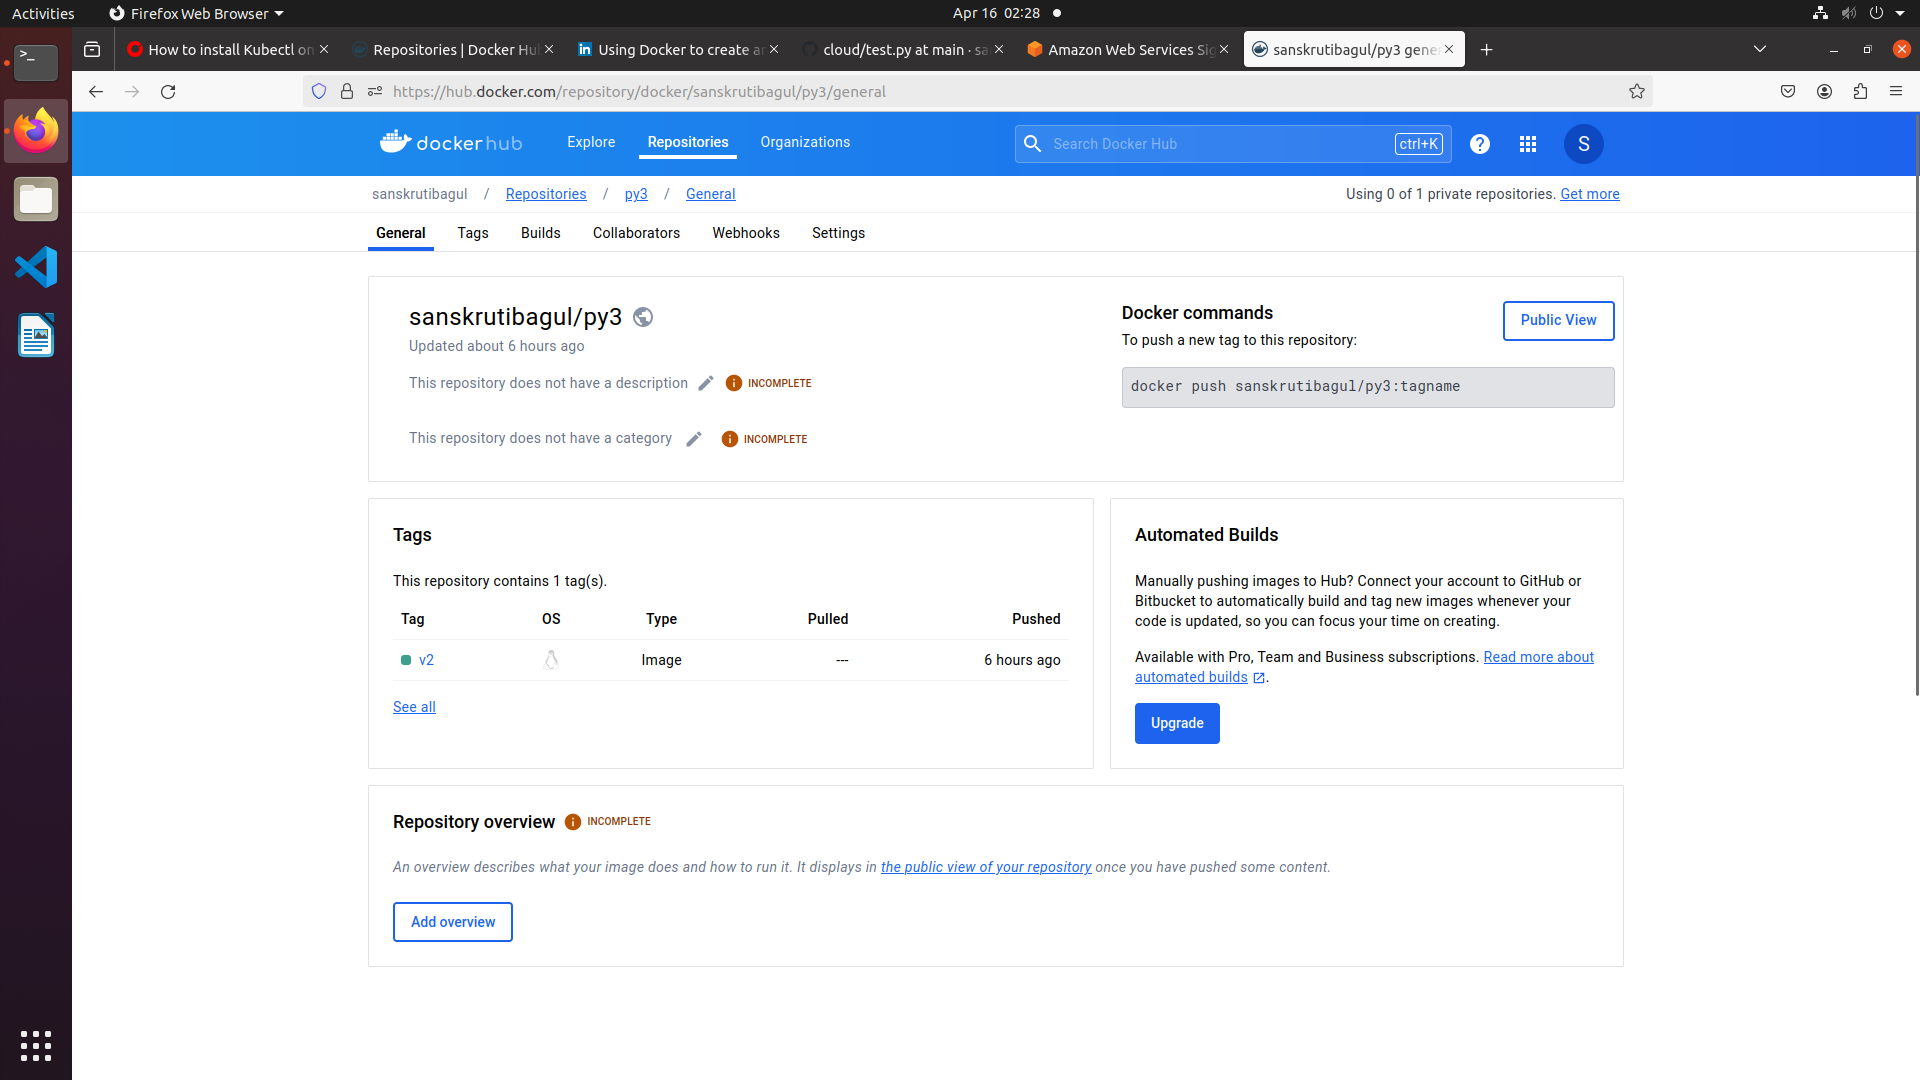 Activities
Firefox Web Browser
Apr 16 02:28
How to install Kubectl on
Repositories | Docker Hu
Using Docker to create a
cloud/test.py at main · sa
Amazon Web Services Sig
sanskrutibagul/py3 gene
https://hub.docker.com/repository/docker/sanskrutibagul/py3/general
docker hub
Explore
Repositories
Organizations
Search Docker Hub
ctrl+K
S
sanskrutibagul / Repositories / py3 / General
Using 0 of 1 private repositories. Get more
General
Tags
Builds
Collaborators
Webhooks
Settings
sanskrutibagul/py3
Updated about 6 hours ago
This repository does not have a description
INCOMPLETE
This repository does not have a category
INCOMPLETE
Docker commands
To push a new tag to this repository:
Public View
docker push sanskrutibagul/py3:tagname
Tags
This repository contains 1 tag(s).
Tag OS Type Pulled Pushed
v2 Image --- 6 hours ago
See all
Automated Builds
Manually pushing images to Hub? Connect your account to GitHub or
Bitbucket to automatically build and tag new images whenever your
code is updated, so you can focus your time on creating.
Available with Pro, Team and Business subscriptions. Read more about
automated builds .
Upgrade
Repository overview
INCOMPLETE
An overview describes what your image does and how to run it. It displays in the public view of your repository once you have pushed some content.
Add overview